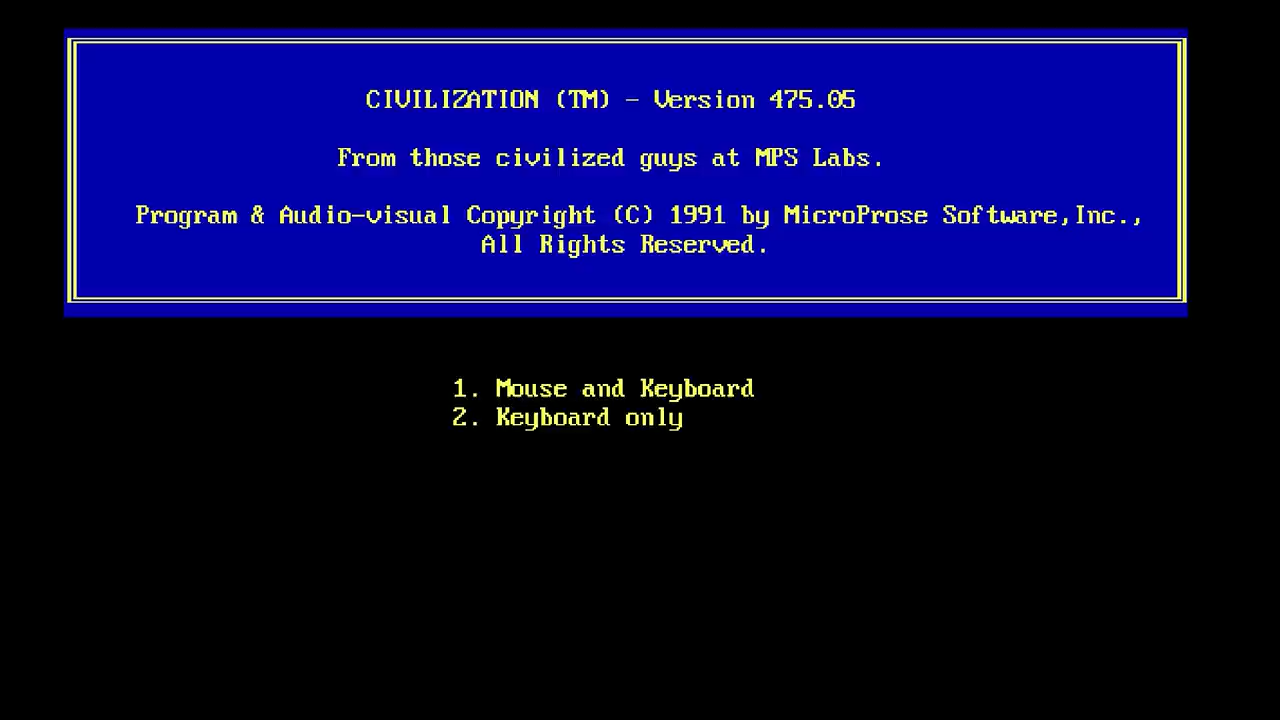 CIVILIZATION (TM) - Version 475.05
From those civilized guys at MPS Labs.
Program & Audio-visual Copyright (C) 1991 by MicroProse Software,Inc.,
All Rights Reserved.
1. Mouse and Keyboard
2. Keyboard only